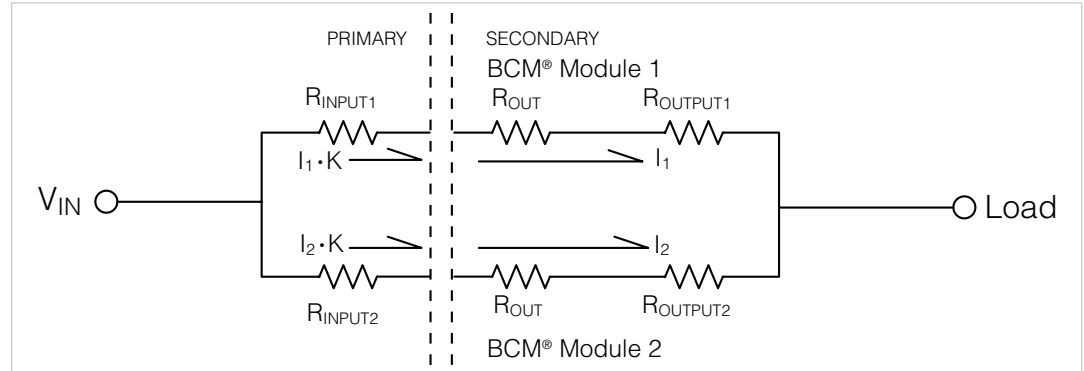 PRIMARY SECONDARY
BCM® Module 1
RINPUT1 ROUT ROUTPUT1
I1·K I1
VIN Load
I2·K I2
RINPUT2 ROUT ROUTPUT2
BCM® Module 2